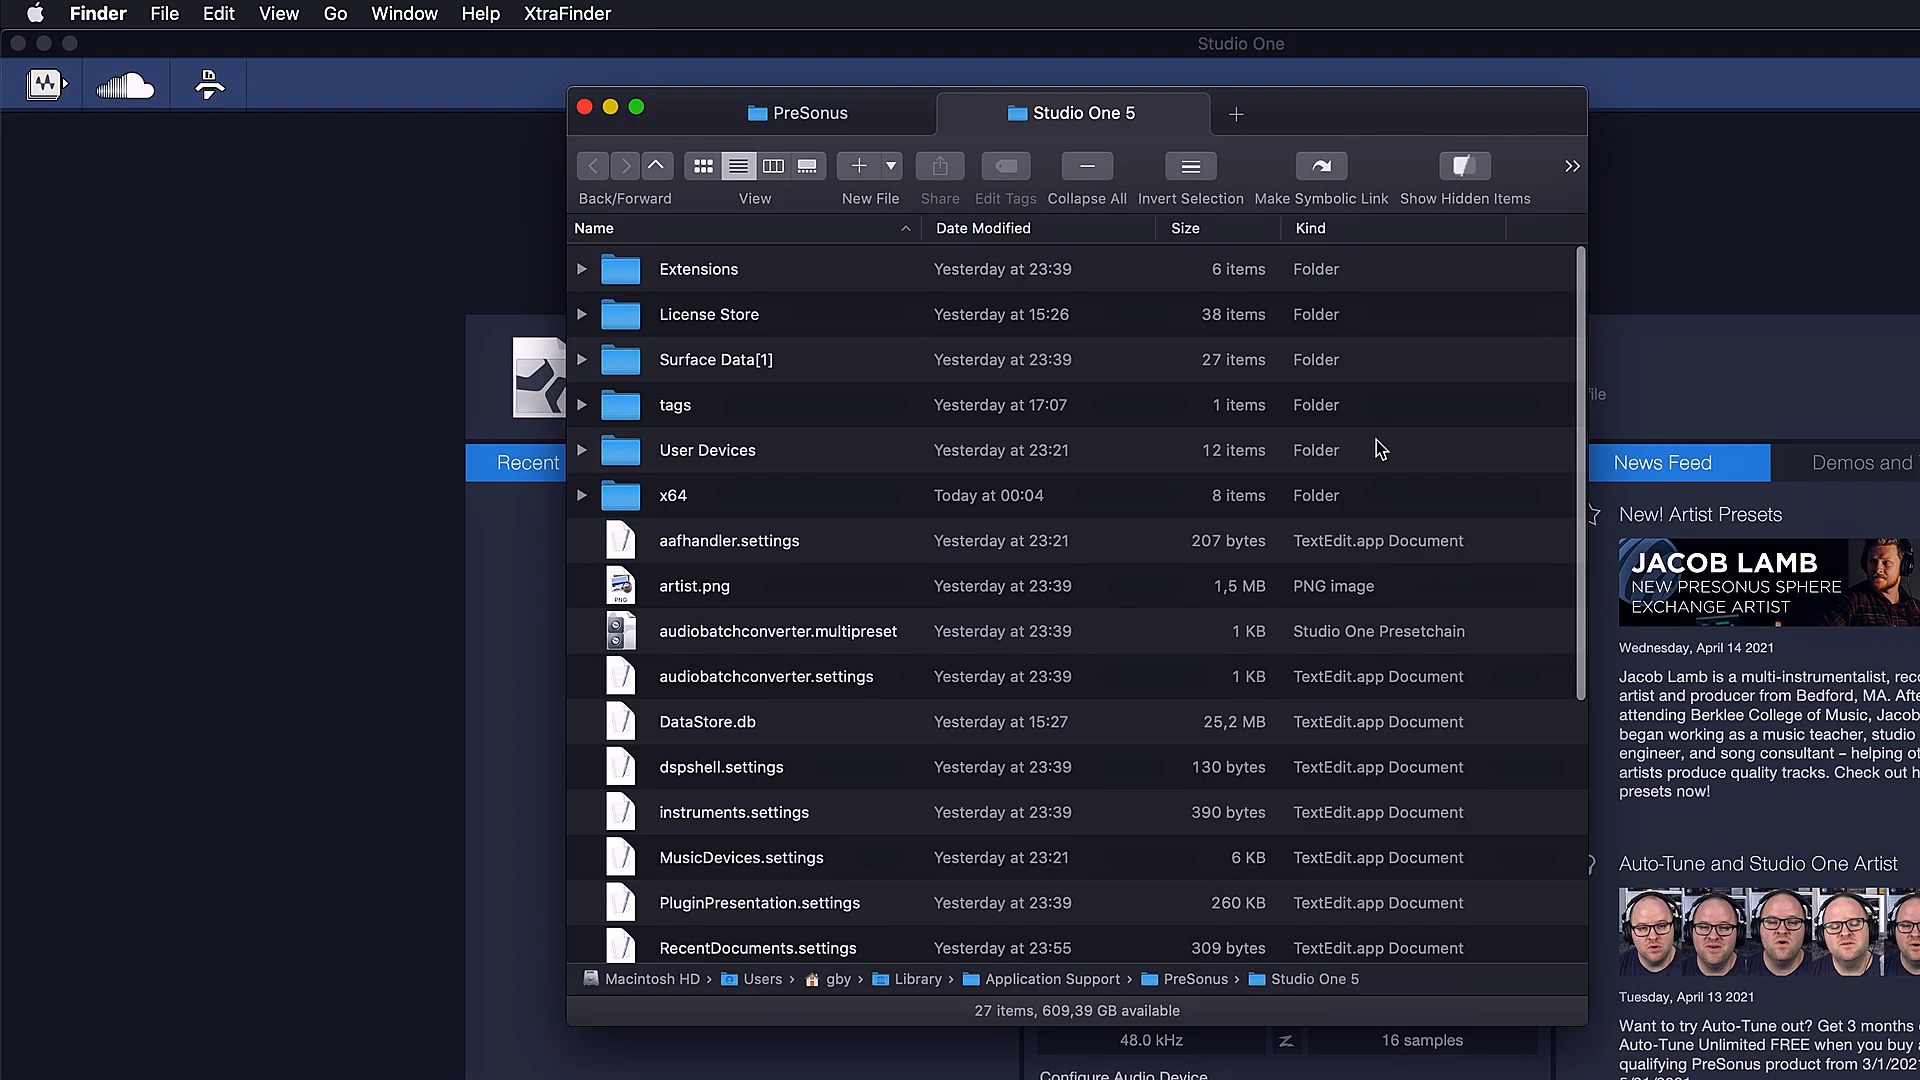 Finder File Edit View Go Window Help XtraFinder
Studio One
PreSonus
Studio One 5
Back/Forward View New File Share Edit Tags Collapse All Invert Selection Make Symbolic Link Show Hidden Items
Name Date Modified Size Kind
Extensions Yesterday at 23:39 6 items Folder
License Store Yesterday at 15:26 38 items Folder
Surface Data[1] Yesterday at 23:39 27 items Folder
tags Yesterday at 17:07 1 items Folder
User Devices Yesterday at 23:21 12 items Folder
x64 Today at 00:04 8 items Folder
aafhandler.settings Yesterday at 23:21 207 bytes TextEdit.app Document
artist.png Yesterday at 23:39 1,5 MB PNG image
audiobatchconverter.multipreset Yesterday at 23:39 1 KB Studio One Presetchain
audiobatchconverter.settings Yesterday at 23:39 1 KB TextEdit.app Document
DataStore.db Yesterday at 15:27 25,2 MB TextEdit.app Document
dspshell.settings Yesterday at 23:39 130 bytes TextEdit.app Document
instruments.settings Yesterday at 23:39 390 bytes TextEdit.app Document
MusicDevices.settings Yesterday at 23:21 6 KB TextEdit.app Document
PluginPresentation.settings Yesterday at 23:39 260 KB TextEdit.app Document
RecentDocuments.settings Yesterday at 23:55 309 bytes TextEdit.app Document
Macintosh HD › Users › gby › Library › Application Support › PreSonus › Studio One 5
27 items, 609,39 GB available
Recent
48.0 kHz 16 samples
Configure Audio Device
file
News Feed Demos and
New! Artist Presets
JACOB LAMB
NEW PRESONUS SPHERE
EXCHANGE ARTIST
Wednesday, April 14 2021
Jacob Lamb is a multi-instrumentalist, rec
artist and producer from Bedford, MA. Afte
attending Berklee College of Music, Jacob
began working as a music teacher, studio
engineer, and song consultant – helping ot
artists produce quality tracks. Check out h
presets now!
Auto-Tune and Studio One Artist
Tuesday, April 13 2021
Want to try Auto-Tune out? Get 3 months o
Auto-Tune Unlimited FREE when you buy a
qualifying PreSonus product from 3/1/202